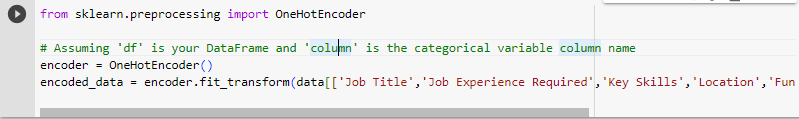 from sklearn.preprocessing import OneHotEncoder
# Assuming 'df' is your DataFrame and 'column' is the categorical variable column name
encoder = OneHotEncoder()
encoded_data = encoder.fit_transform(data[['Job Title','Job Experience Required','Key Skills','Location','Fun